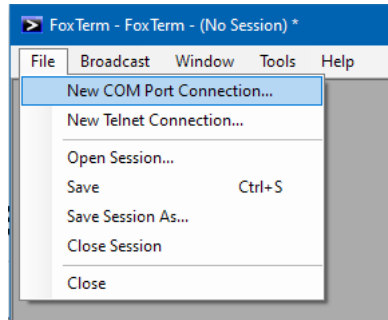 FoxTerm - FoxTerm - (No Session) *
File Broadcast Window Tools Help
New COM Port Connection...
New Telnet Connection...
Open Session...
Save Ctrl+S
Save Session As...
Close Session
Close